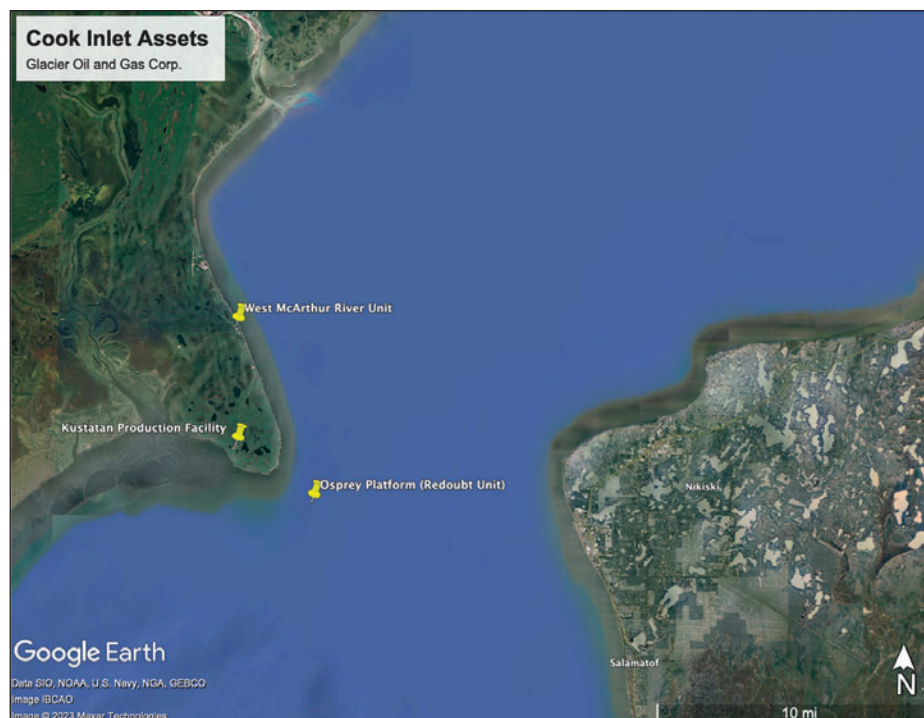 Cook Inlet Assets
Glacier Oil and Gas Corp.
West McArthur River Unit
Kustatan Production Facility
Osprey Platform (Redoubt Unit)
Nikiski
Salamatof
Google Earth
Data SIO, NOAA, U.S. Navy, NGA, GEBCO
Image IBCAO
Image © 2023 Maxar Technologies
N
10 mi